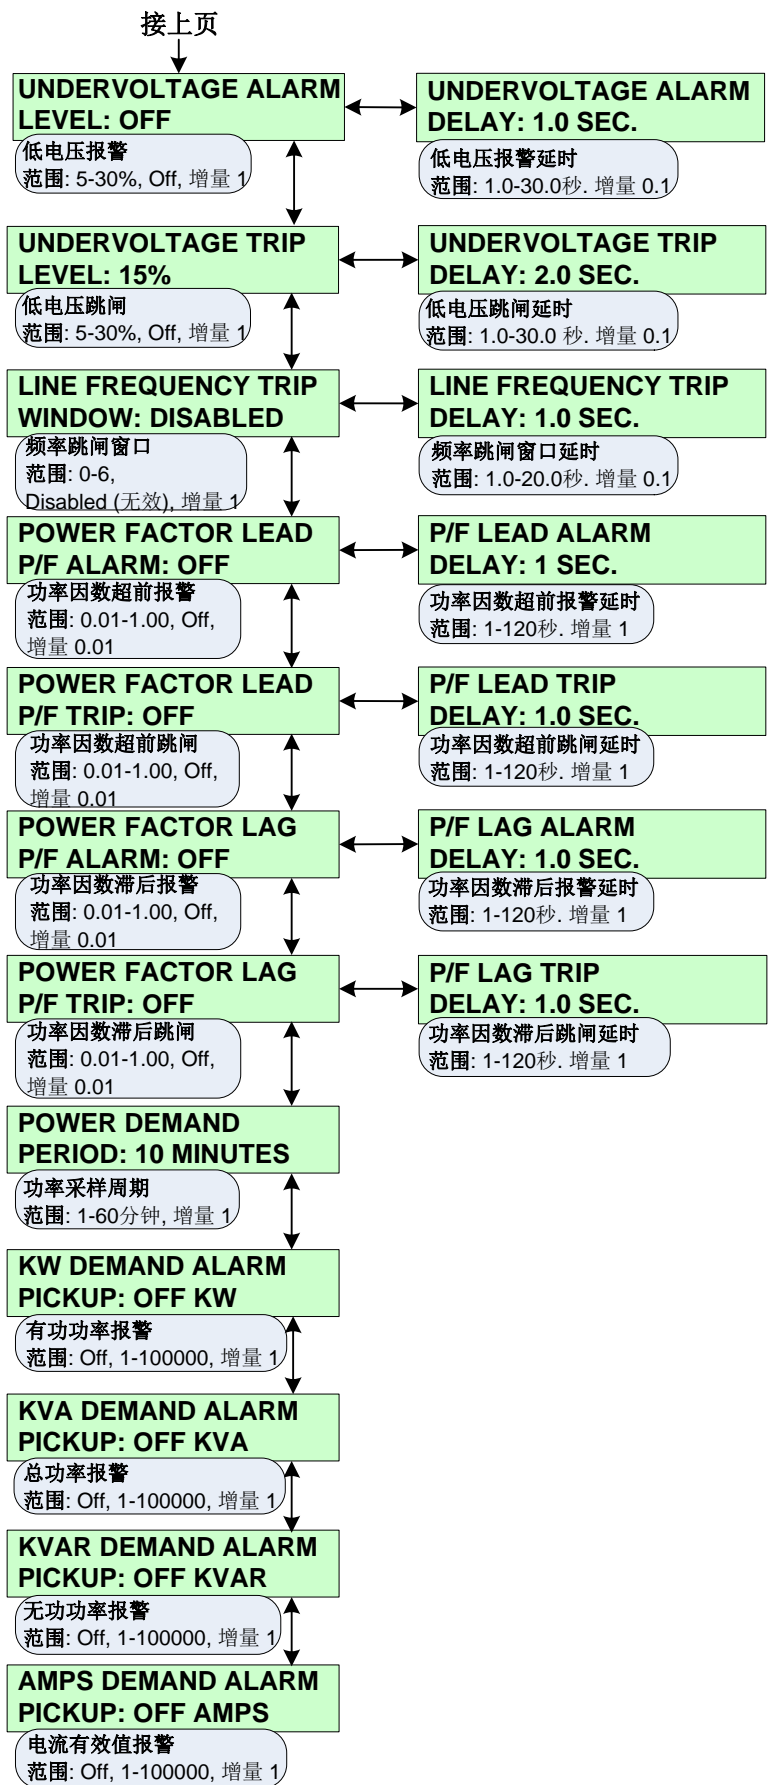 接上页
UNDERVOLTAGE ALARM
LEVEL: OFF
低电压报警
范围: 5-30%, Off, 增量 1
UNDERVOLTAGE ALARM
DELAY: 1.0 SEC.
低电压报警延时
范围: 1.0-30.0秒. 增量 0.1
UNDERVOLTAGE TRIP
LEVEL: 15%
低电压跳闸
范围: 5-30%, Off, 增量 1
UNDERVOLTAGE TRIP
DELAY: 2.0 SEC.
低电压跳闸延时
范围: 1.0-30.0 秒. 增量 0.1
LINE FREQUENCY TRIP
WINDOW: DISABLED
频率跳闸窗口
范围: 0-6,
Disabled (无效), 增量 1
LINE FREQUENCY TRIP
DELAY: 1.0 SEC.
频率跳闸窗口延时
范围: 1.0-20.0秒. 增量 0.1
POWER FACTOR LEAD
P/F ALARM: OFF
功率因数超前报警
范围: 0.01-1.00, Off,
增量 0.01
P/F LEAD ALARM
DELAY: 1 SEC.
功率因数超前报警延时
范围: 1-120秒. 增量 1
POWER FACTOR LEAD
P/F TRIP: OFF
功率因数超前跳闸
范围: 0.01-1.00, Off,
增量 0.01
P/F LEAD TRIP
DELAY: 1.0 SEC.
功率因数超前跳闸延时
范围: 1-120秒. 增量 1
POWER FACTOR LAG
P/F ALARM: OFF
功率因数滞后报警
范围: 0.01-1.00, Off,
增量 0.01
P/F LAG ALARM
DELAY: 1.0 SEC.
功率因数滞后报警延时
范围: 1-120秒. 增量 1
POWER FACTOR LAG
P/F TRIP: OFF
功率因数滞后跳闸
范围: 0.01-1.00, Off,
增量 0.01
P/F LAG TRIP
DELAY: 1.0 SEC.
功率因数滞后跳闸延时
范围: 1-120秒. 增量 1
POWER DEMAND
PERIOD: 10 MINUTES
功率采样周期
范围: 1-60分钟, 增量 1
KW DEMAND ALARM
PICKUP: OFF KW
有功功率报警
范围: Off, 1-100000, 增量 1
KVA DEMAND ALARM
PICKUP: OFF KVA
总功率报警
范围: Off, 1-100000, 增量 1
KVAR DEMAND ALARM
PICKUP: OFF KVAR
无功功率报警
范围: Off, 1-100000, 增量 1
AMPS DEMAND ALARM
PICKUP: OFF AMPS
电流有效值报警
范围: Off, 1-100000, 增量 1